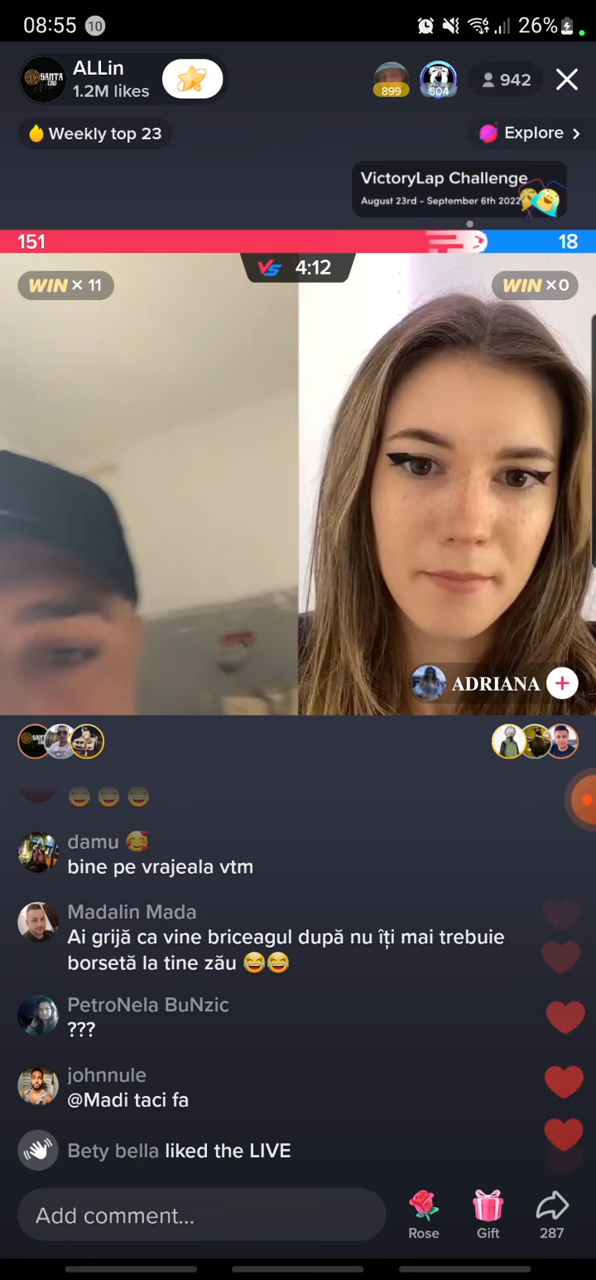 08:55 10 26%
SANTA ALLin
1.2M likes
899 604 942
Weekly top 23
Explore >
VictoryLap Challenge
August 23rd - September 6th 2022
151 18
VS 4:12
WIN × 11 WIN ×0
ADRIANA
damu
bine pe vrajeala vtm
Madalin Mada
Ai grijă ca vine briceagul după nu îți mai trebuie
borsetă la tine zău
PetroNela BuNzic
???
johnnule
@Madi taci fa
Bety bella liked the LIVE
Add comment...
Rose Gift 287